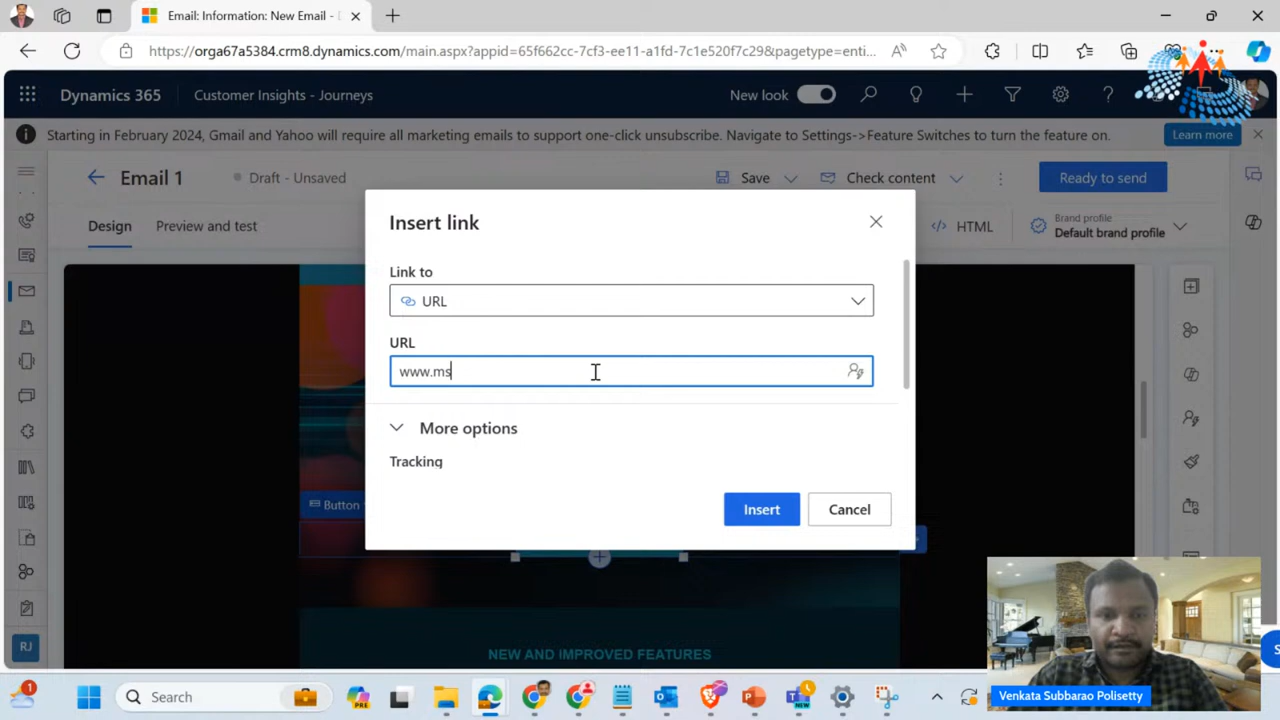 Email: Information: New Email - D
https://orga67a5384.crm8.dynamics.com/main.aspx?appid=65f662cc-7cf3-ee11-a1fd-7c1e520f7c29&pagetype=enti...
Dynamics 365
Customer Insights - Journeys
New look
Starting in February 2024, Gmail and Yahoo will require all marketing emails to support one-click unsubscribe. Navigate to Settings->Feature Switches to turn the feature on.
Learn more
Email 1
Draft - Unsaved
Save
Check content
Ready to send
Design
Preview and test
HTML
Brand profile
Default brand profile
Insert link
Link to
URL
URL
www.ms
More options
Tracking
Insert
Cancel
Button
NEW AND IMPROVED FEATURES
RJ
S
Venkata Subbarao Polisetty
1
Search
NEW